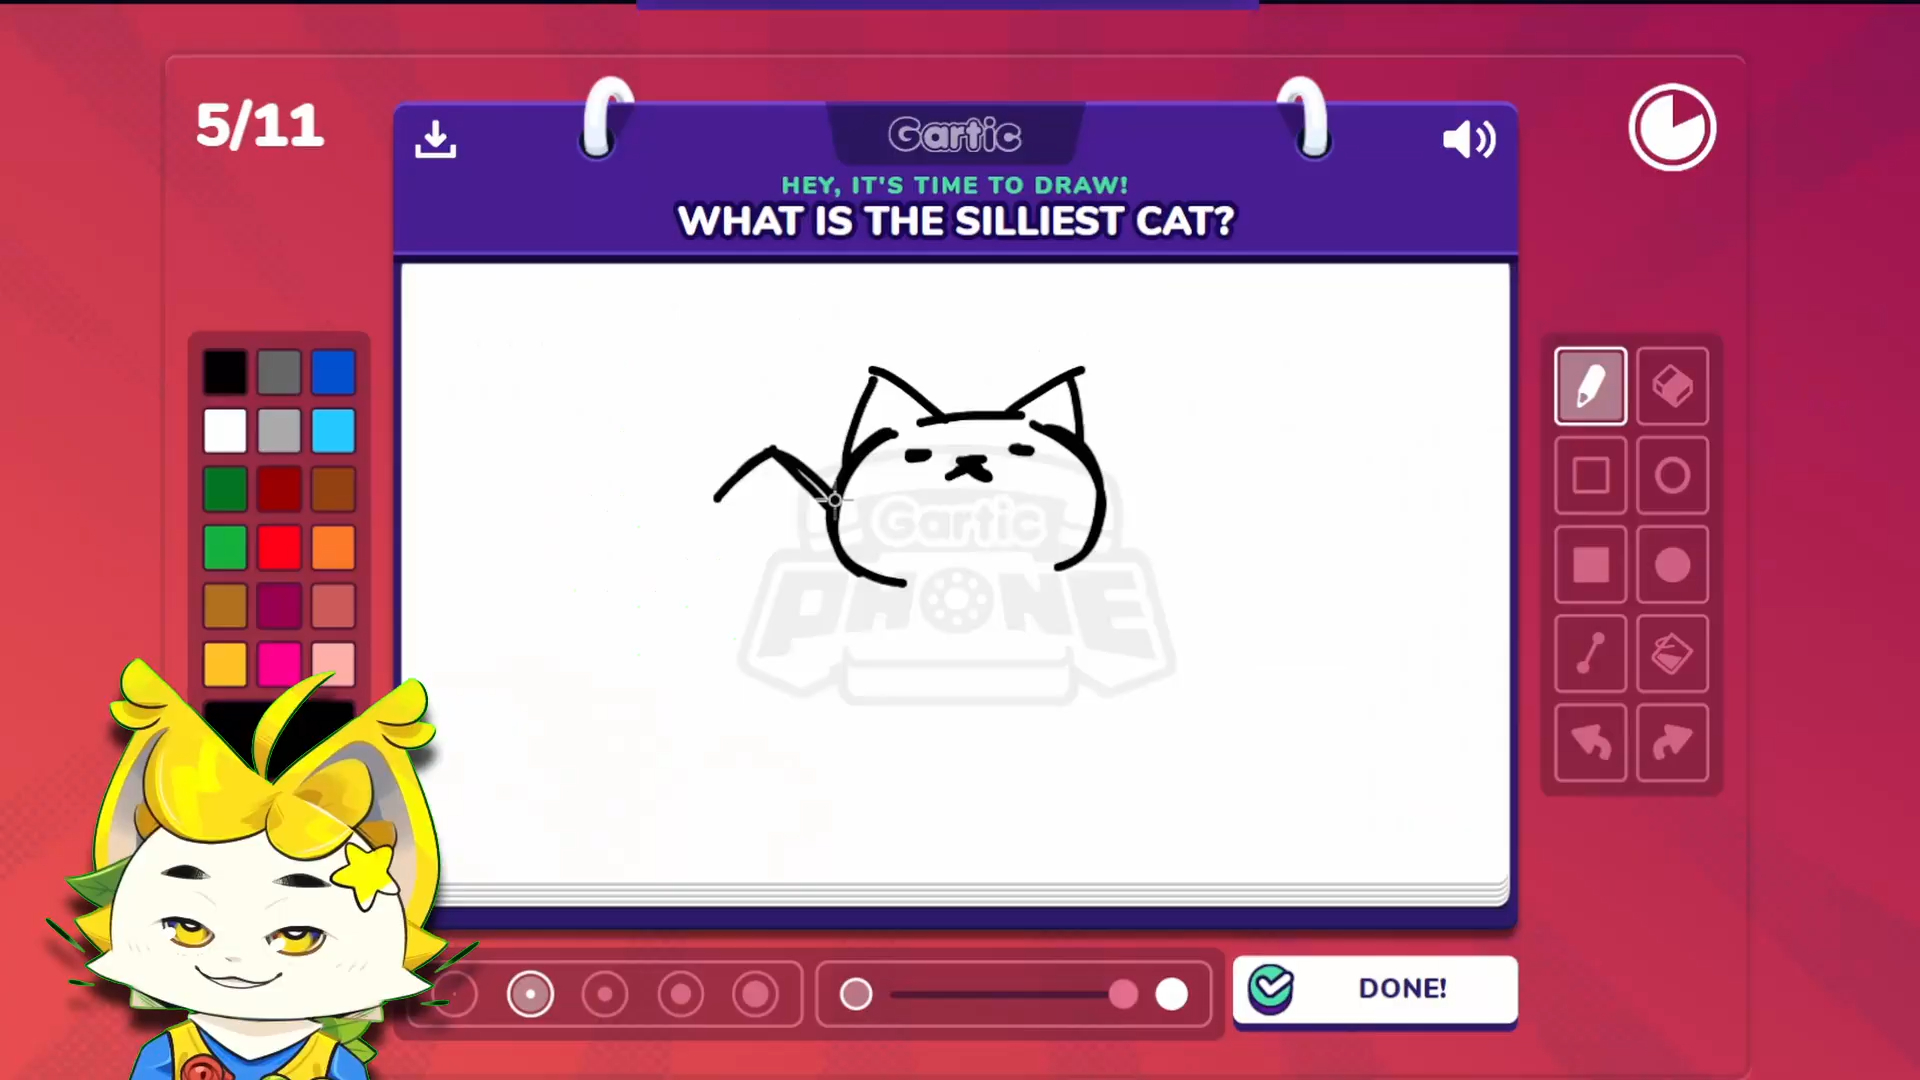 5/11
Gartic
HEY, IT'S TIME TO DRAW!
WHAT IS THE SILLIEST CAT?
Gartic
PHONE
DONE!